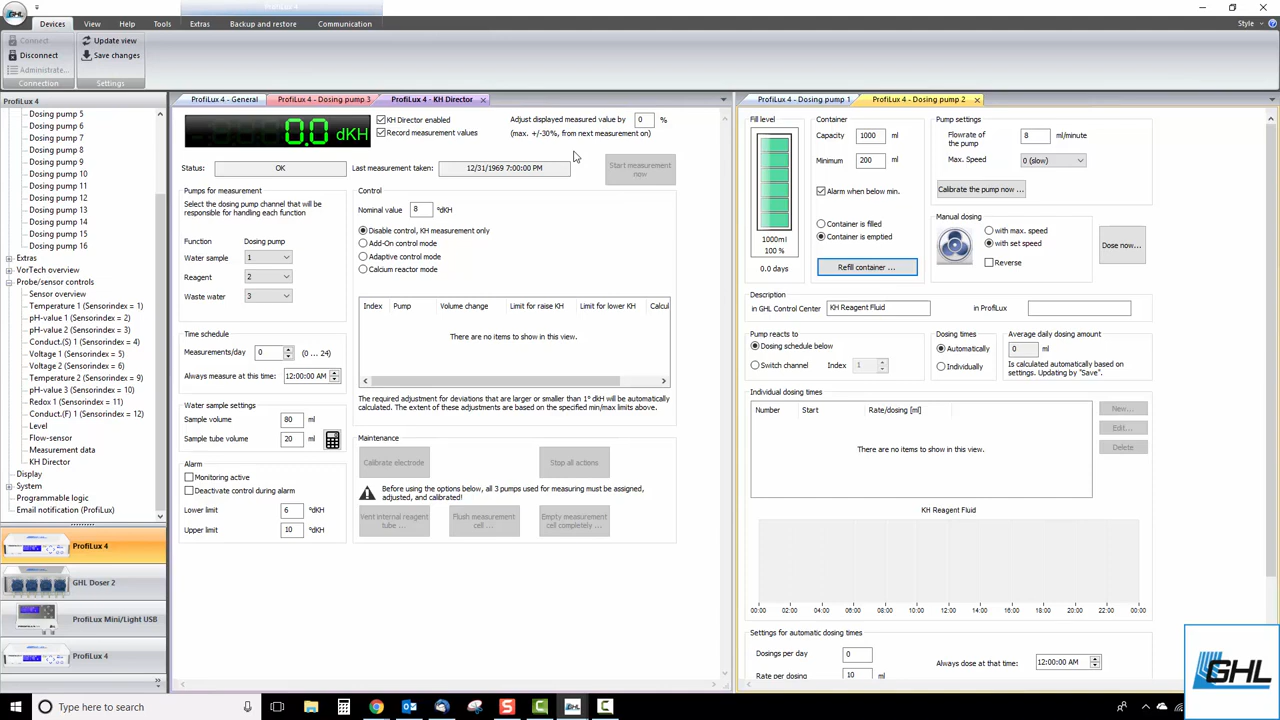 ProfiLux 4
Devices View Help Tools Extras Backup and restore Communication Style
Connect
Disconnect
Administrate...
Connection
Update view
Save changes
Settings
ProfiLux 4
Dosing pump 5
Dosing pump 6
Dosing pump 7
Dosing pump 8
Dosing pump 9
Dosing pump 10
Dosing pump 11
Dosing pump 12
Dosing pump 13
Dosing pump 14
Dosing pump 15
Dosing pump 16
Extras
VorTech overview
Probe/sensor controls
Sensor overview
Temperature 1 (Sensorindex = 1)
pH-value 1 (Sensorindex = 2)
pH-value 2 (Sensorindex = 3)
Conduct.(S) 1 (Sensorindex = 4)
Voltage 1 (Sensorindex = 5)
Voltage 2 (Sensorindex = 6)
Temperature 2 (Sensorindex = 9)
pH-value 3 (Sensorindex = 10)
Redox 1 (Sensorindex = 11)
Conduct.(F) 1 (Sensorindex = 12)
Level
Flow-sensor
Measurement data
KH Director
Display
System
Programmable logic
Email notification (ProfiLux)
ProfiLux 4
GHL Doser 2
ProfiLux Mini/Light USB
ProfiLux 4
ProfiLux 4 - General ProfiLux 4 - Dosing pump 3 ProfiLux 4 - KH Director
0.0 dKH
KH Director enabled
Record measurement values
Adjust displayed measured value by 0 %
(max. +/-30%, from next measurement on)
Status: OK Last measurement taken: 12/31/1969 7:00:00 PM
Start measurement
now
Pumps for measurement
Select the dosing pump channel that will
be responsible for handling each function
Function Dosing pump
Water sample 1
Reagent 2
Waste water 3
Time schedule
Measurements/day 0 (0 ... 24)
Always measure at this time: 12:00:00 AM
Water sample settings
Sample volume 80 ml
Sample tube volume 20 ml
Alarm
Monitoring active
Deactivate control during alarm
Lower limit 6 °dKH
Upper limit 10 °dKH
Control
Nominal value 8 °dKH
Disable control, KH measurement only
Add-On control mode
Adaptive control mode
Calcium reactor mode
Index Pump Volume change Limit for raise KH Limit for lower KH Calcul
There are no items to show in this view.
The required adjustment for deviations that are larger or smaller than 1° dkH will be automatically
calculated. The extent of these adjustments are based on the specified min/max limits above.
Maintenance
Calibrate electrode Stop all actions
Before using the options below, all 3 pumps used for measuring must be assigned,
adjusted, and calibrated!
Vent internal reagent
tube ...
Flush measurement
cell ...
Empty measurement
cell completely ...
ProfiLux 4 - Dosing pump 1 ProfiLux 4 - Dosing pump 2
Fill level
1000ml
100 %
0.0 days
Container
Capacity 1000 ml
Minimum 200 ml
Alarm when below min.
Container is filled
Container is emptied
Refill container ...
Pump settings
Flowrate of
the pump 8 ml/minute
Max. Speed 0 (slow)
Calibrate the pump now ...
Manual dosing
with max. speed
with set speed
Reverse
Dose now...
Description
in GHL Control Center KH Reagent Fluid in ProfiLux
Pump reacts to
Dosing schedule below
Switch channel Index 1
Dosing times
Automatically
Individually
Average daily dosing amount
0 ml
Is calculated automatically based on
settings. Updating by "Save".
Individual dosing times
Number Start Rate/dosing [ml]
There are no items to show in this view.
New...
Edit...
Delete
KH Reagent Fluid
00:00 02:00 04:00 06:00 08:00 10:00 12:00 14:00 16:00 18:00 20:00 22:00 00:00
Settings for automatic dosing times
Dosings per day 0 Always dose at that time: 12:00:00 AM
Rate per dosing 10 ml
GHL
Type here to search